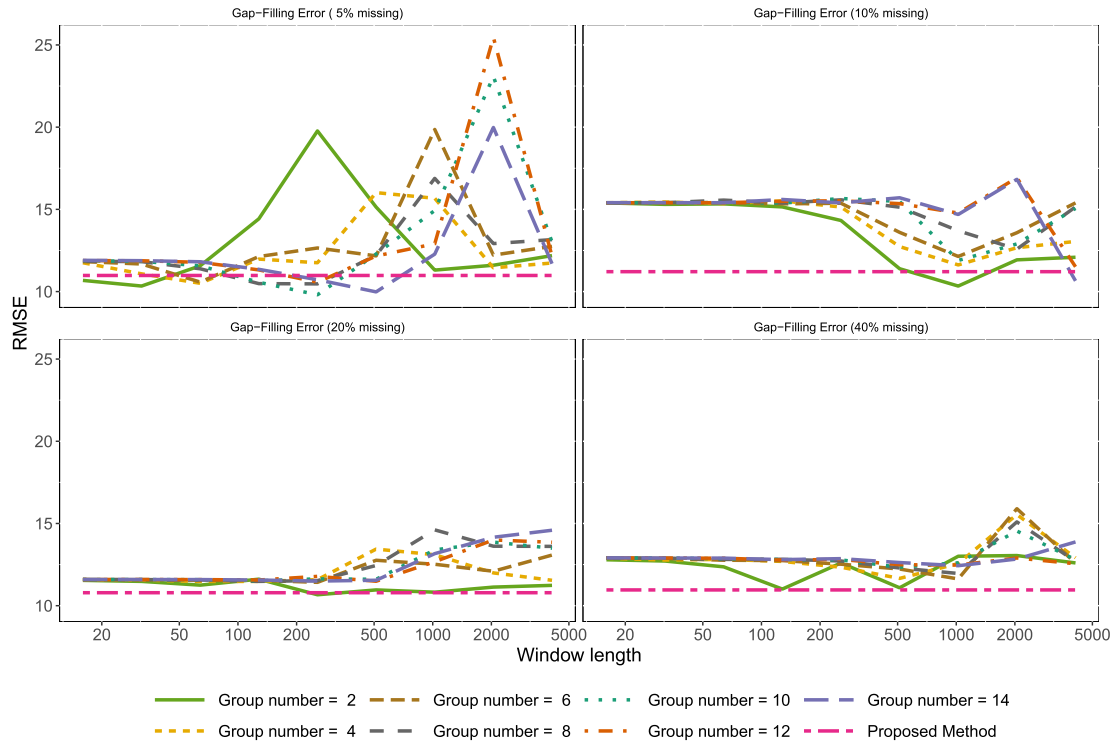 Gap−Filling Error ( 5% missing)
Gap−Filling Error (10% missing)
25
20
15
10
Gap−Filling Error (20% missing)
Gap−Filling Error (40% missing)
25
20
15
10
RMSE
20 50 100 200 500 1000 2000 5000
20 50 100 200 500 1000 2000 5000
Window length
Group number = 2
Group number = 6
Group number = 10
Group number = 14
Group number = 4
Group number = 8
Group number = 12
Proposed Method